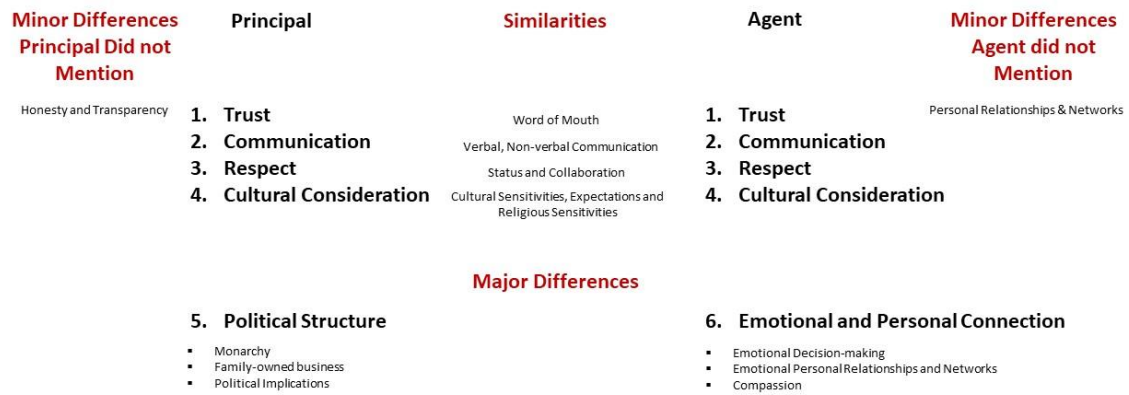 Minor Differences
Principal Did not
Mention
Honesty and Transparency
Principal
1. Trust
2. Communication
3. Respect
4. Cultural Consideration
Similarities
Word of Mouth
Verbal, Non-verbal Communication
Status and Collaboration
Cultural Sensitivities, Expectations and
Religious Sensitivities
Agent
1. Trust
2. Communication
3. Respect
4. Cultural Consideration
Minor Differences
Agent did not
Mention
Personal Relationships & Networks
Major Differences
5. Political Structure
▪ Monarchy
▪ Family-owned business
▪ Political Implications
6. Emotional and Personal Connection
▪ Emotional Decision-making
▪ Emotional Personal Relationships and Networks
▪ Compassion